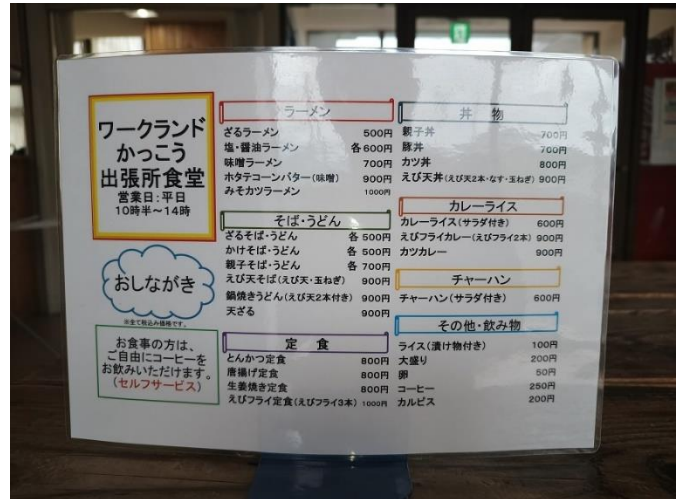 ワークランド
かっこう
出張所食堂
営業日:平日
10時半～14時
おしながき
※全て税込み価格です。
お食事の方は、
ご自由にコーヒーを
お飲みいただけます。
(セルフサービス)
ラーメン
ざるラーメン 500円
塩・醤油ラーメン 各600円
味噌ラーメン 700円
ホタテコーンバター(味噌) 900円
みそカツラーメン 1000円
そば・うどん
ざるそば・うどん 各 500円
かけそば・うどん 各 500円
親子そば・うどん 各 700円
えび天そば(えび天・玉ねぎ) 900円
鍋焼きうどん(えび天2本付き) 900円
天ざる 900円
定 食
とんかつ定食 800円
唐揚げ定食 800円
生姜焼き定食 800円
えびフライ定食(えびフライ3本) 1000円
丼 物
親子丼 700円
豚丼 700円
カツ丼 800円
えび天丼(えび天2本・なす・玉ねぎ) 900円
カレーライス
カレーライス(サラダ付き) 600円
えびフライカレー(えびフライ2本) 900円
カツカレー 900円
チャーハン
チャーハン(サラダ付き) 600円
その他・飲み物
ライス(漬け物付き) 100円
大盛り 200円
卵 50円
コーヒー 250円
カルピス 200円